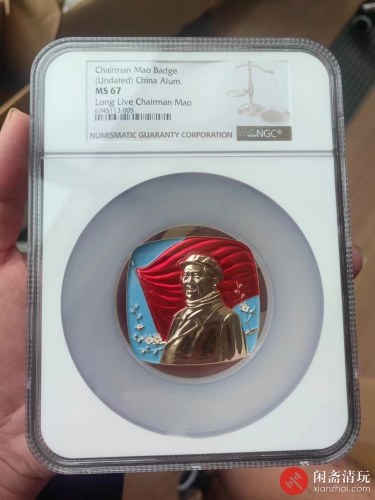 Chairman Mao Badge
(Undated) China Alum.
MS 67
Long Live Chairman Mao
6745113-005
NUMISMATIC GUARANTY CORPORATION
NGC®
闲斋清玩
xianzhai.com